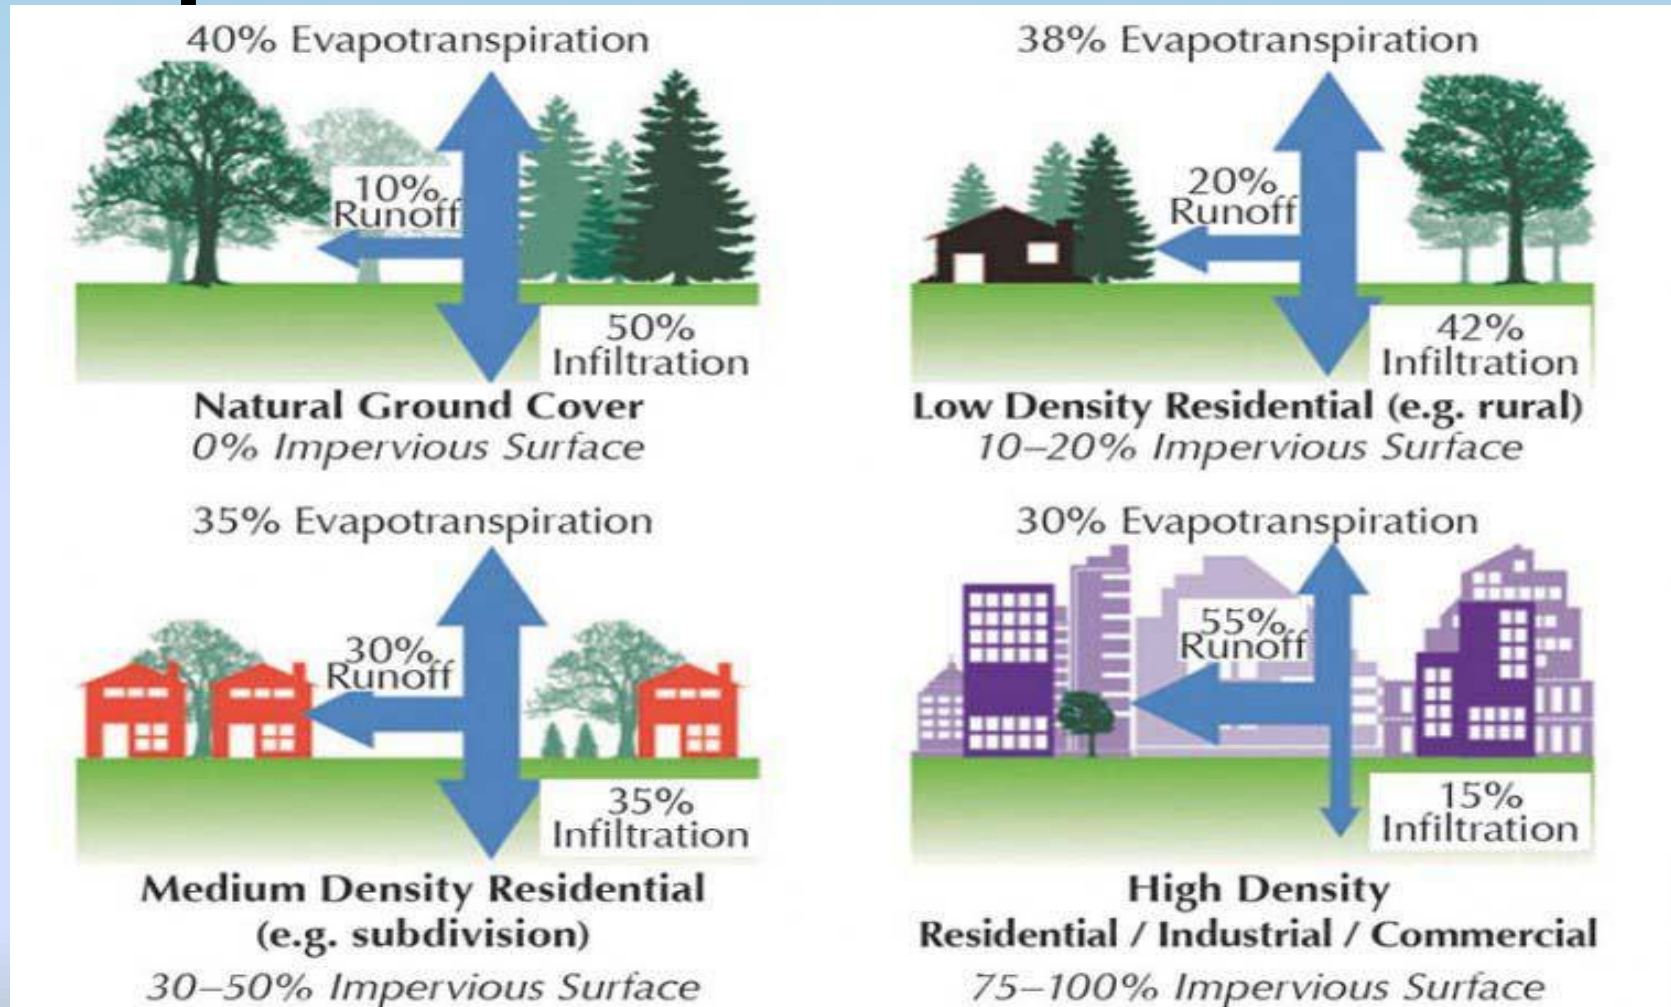 40% Evapotranspiration
10%
Runoff
50%
Infiltration
Natural Ground Cover
0% Impervious Surface
38% Evapotranspiration
20%
Runoff
42%
Infiltration
Low Density Residential (e.g. rural)
10–20% Impervious Surface
35% Evapotranspiration
30%
Runoff
35%
Infiltration
Medium Density Residential
(e.g. subdivision)
30–50% Impervious Surface
30% Evapotranspiration
55%
Runoff
15%
Infiltration
High Density
Residential / Industrial / Commercial
75–100% Impervious Surface